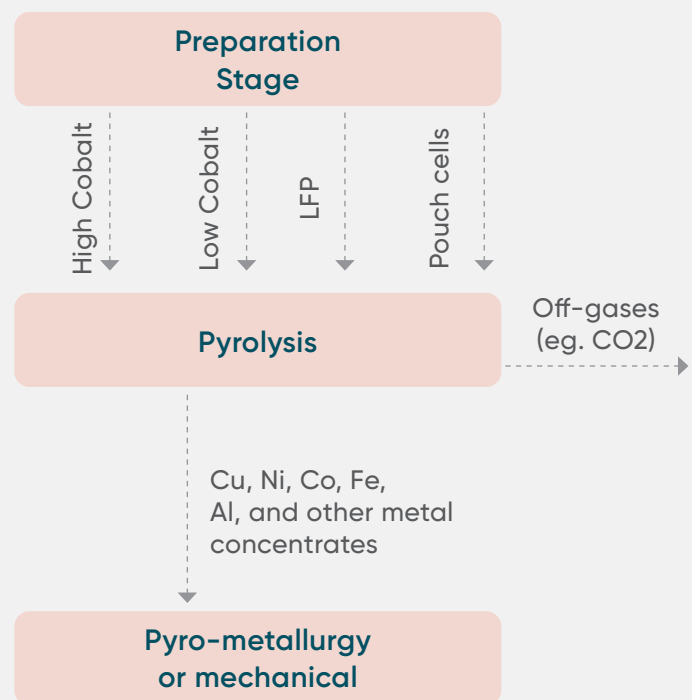 Preparation
Stage
High Cobalt
Low Cobalt
LFP
Pouch cells
Pyrolysis
Off-gases
(eg. CO2)
Cu, Ni, Co, Fe,
Al, and other metal
concentrates
Pyro-metallurgy
or mechanical